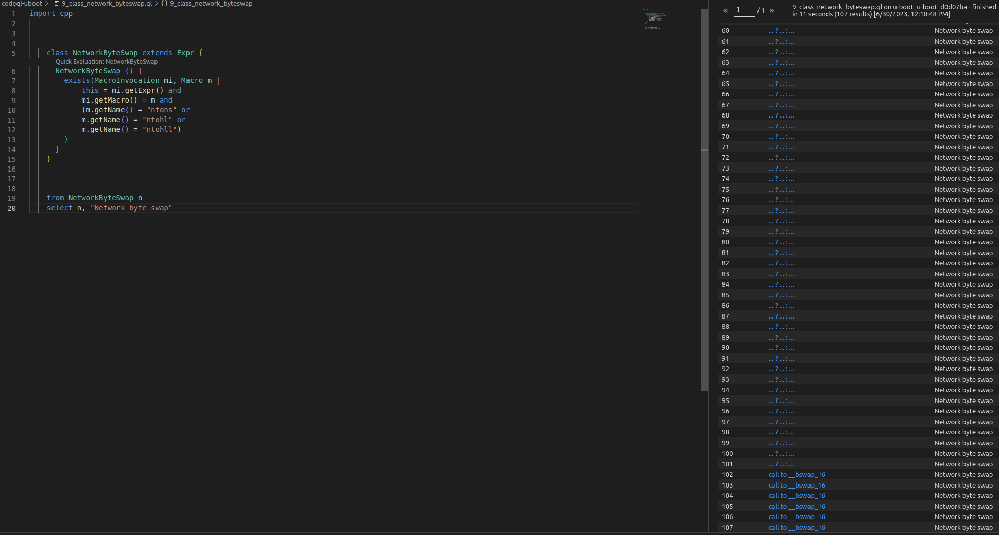 codeql-uboot > 9_class_network_byteswap.ql > {} 9_class_network_byteswap
1 import cpp
2
3
4
5 class NetworkByteSwap extends Expr {
Quick Evaluation: NetworkByteSwap
6 NetworkByteSwap () {
7 exists(MacroInvocation mi, Macro m |
8 this = mi.getExpr() and
9 mi.getMacro() = m and
10 (m.getName() = "ntohs" or
11 m.getName() = "ntohl" or
12 m.getName() = "ntohll")
13 )
14 }
15 }
16
17
18
19 from NetworkByteSwap n
20 select n, "Network byte swap"
« 1 / 1 »
9_class_network_byteswap.ql on u-boot_u-boot_d0d07ba - finished
in 11 seconds (107 results) [6/30/2023, 12:10:48 PM]
60 ... ? ... : ... Network byte swap
61 ... ? ... : ... Network byte swap
62 ... ? ... : ... Network byte swap
63 ... ? ... : ... Network byte swap
64 ... ? ... : ... Network byte swap
65 ... ? ... : ... Network byte swap
66 ... ? ... : ... Network byte swap
67 ... ? ... : ... Network byte swap
68 ... ? ... : ... Network byte swap
69 ... ? ... : ... Network byte swap
70 ... ? ... : ... Network byte swap
71 ... ? ... : ... Network byte swap
72 ... ? ... : ... Network byte swap
73 ... ? ... : ... Network byte swap
74 ... ? ... : ... Network byte swap
75 ... ? ... : ... Network byte swap
76 ... ? ... : ... Network byte swap
77 ... ? ... : ... Network byte swap
78 ... ? ... : ... Network byte swap
79 ... ? ... : ... Network byte swap
80 ... ? ... : ... Network byte swap
81 ... ? ... : ... Network byte swap
82 ... ? ... : ... Network byte swap
83 ... ? ... : ... Network byte swap
84 ... ? ... : ... Network byte swap
85 ... ? ... : ... Network byte swap
86 ... ? ... : ... Network byte swap
87 ... ? ... : ... Network byte swap
88 ... ? ... : ... Network byte swap
89 ... ? ... : ... Network byte swap
90 ... ? ... : ... Network byte swap
91 ... ? ... : ... Network byte swap
92 ... ? ... : ... Network byte swap
93 ... ? ... : ... Network byte swap
94 ... ? ... : ... Network byte swap
95 ... ? ... : ... Network byte swap
96 ... ? ... : ... Network byte swap
97 ... ? ... : ... Network byte swap
98 ... ? ... : ... Network byte swap
99 ... ? ... : ... Network byte swap
100 ... ? ... : ... Network byte swap
101 ... ? ... : ... Network byte swap
102 call to __bswap_16 Network byte swap
103 call to __bswap_16 Network byte swap
104 call to __bswap_16 Network byte swap
105 call to __bswap_16 Network byte swap
106 call to __bswap_16 Network byte swap
107 call to __bswap_16 Network byte swap